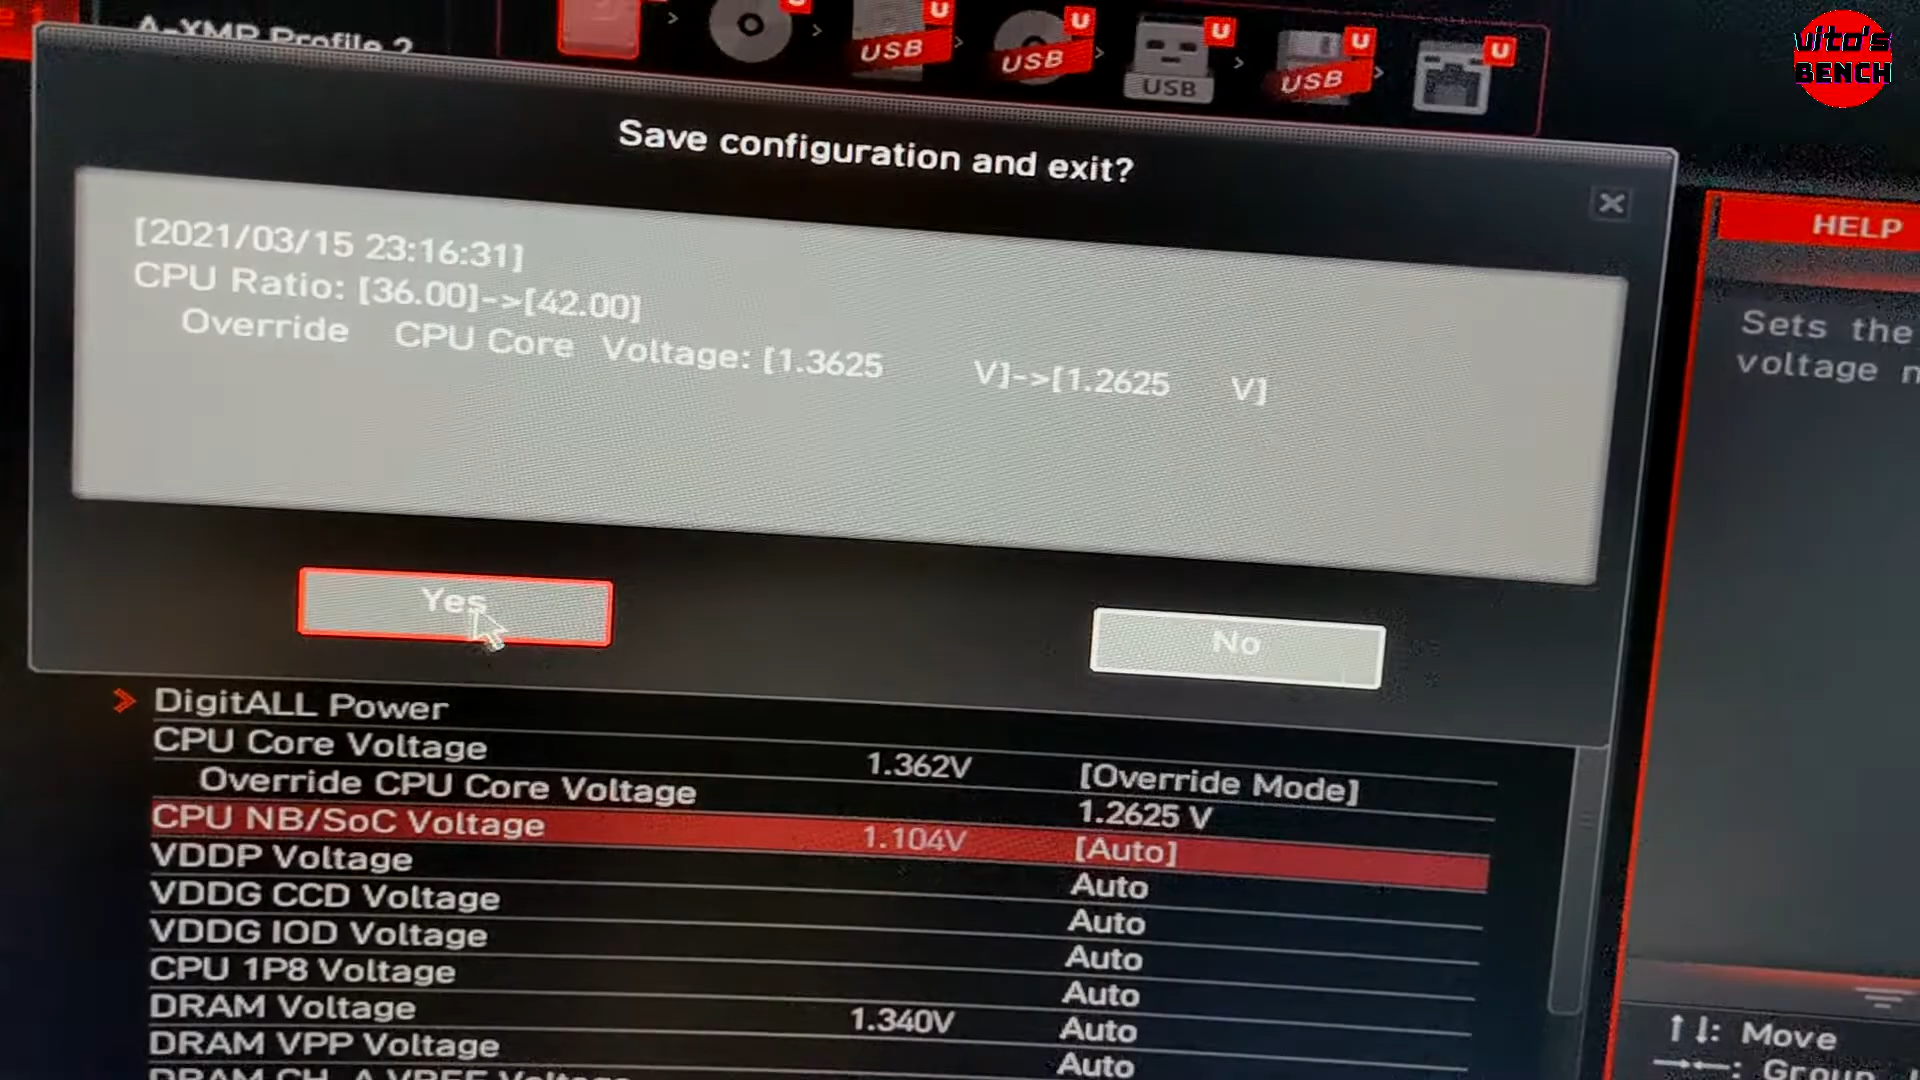 A-XMP Profile 2
U
U
U
U
U
USB
USB
USB
USB
vito's
BENCH
Save configuration and exit?
[2021/03/15 23:16:31]
CPU Ratio: [36.00]->[42.00]
Override CPU Core Voltage: [1.3625 V]->[1.2625 V]
HELP
Sets the
voltage
Yes
No
DigitALL Power
CPU Core Voltage 1.362V [Override Mode]
Override CPU Core Voltage 1.2625 V
CPU NB/SoC Voltage 1.104V [Auto]
VDDP Voltage Auto
VDDG CCD Voltage Auto
VDDG IOD Voltage Auto
CPU 1P8 Voltage Auto
DRAM Voltage 1.340V Auto
DRAM VPP Voltage Auto
↑↓: Move
→←: Group